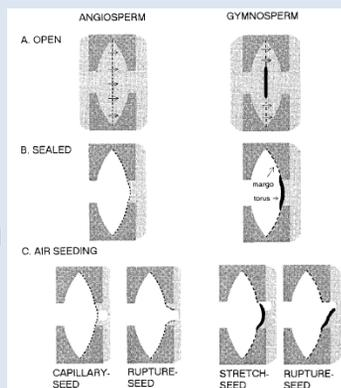 ANGIOSPERM GYMNOSPERM
A. OPEN
B. SEALED
margo
torus
C. AIR SEEDING
CAPILLARY- RUPTURE- STRETCH- RUPTURE-
SEED SEED SEED SEED